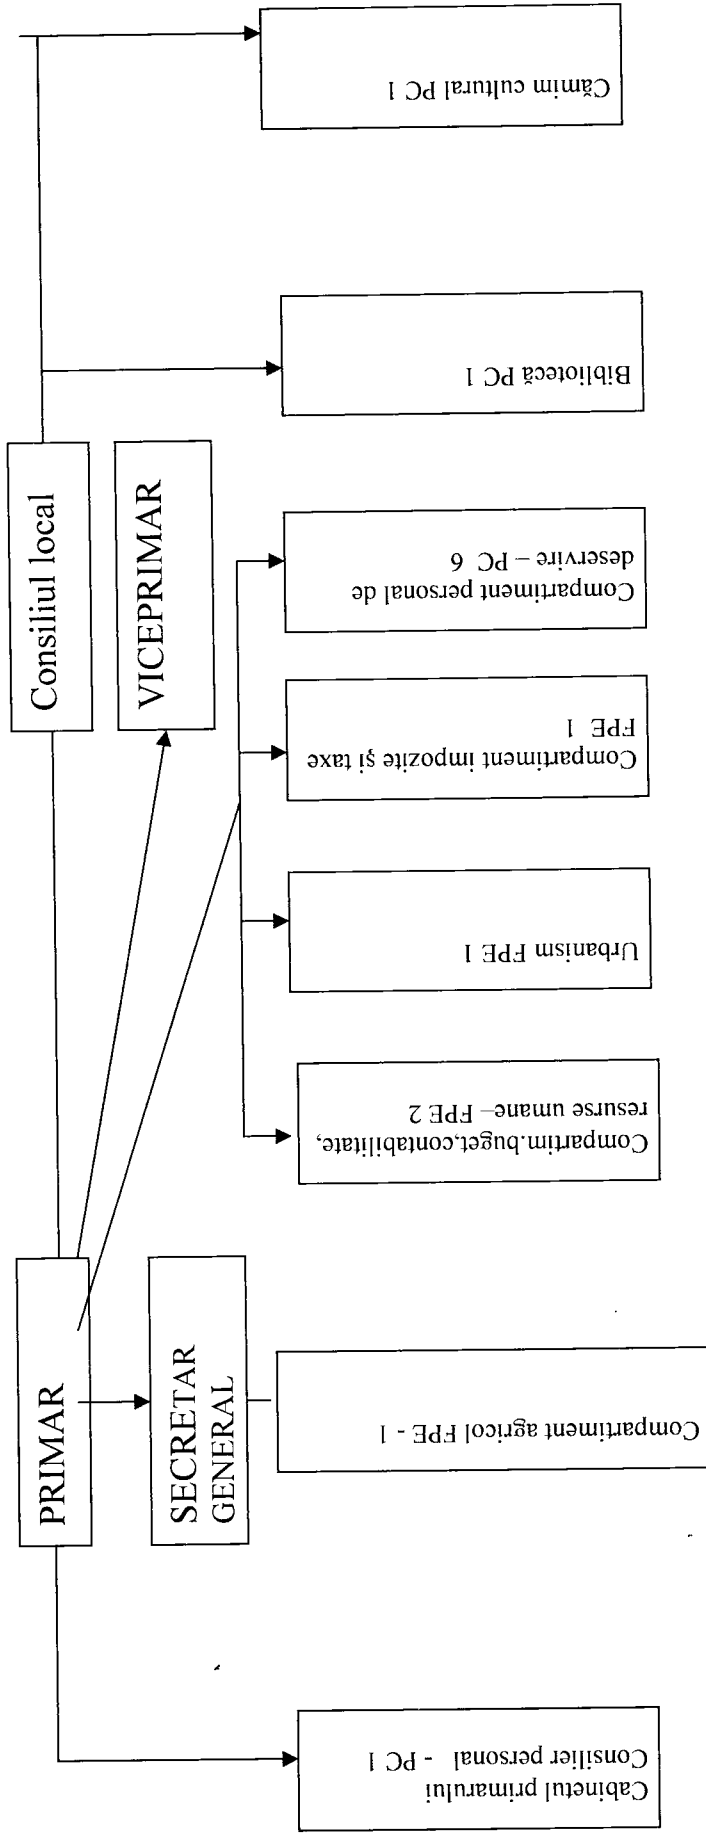 PRIMAR
Consiliul local
VICEPRIMAR
SECRETAR
GENERAL
Cabinetul primarului
Consilier personal - PC 1
Compartiment agricol FPE - 1
Compartim.buget,contabilitate,
resurse umane– FPE 2
Urbanism FPE 1
Compartiment impozite şi taxe
FPE 1
Compartiment personal de
deservire – PC 6
Bibliotecă PC 1
Cămim cultural PC 1